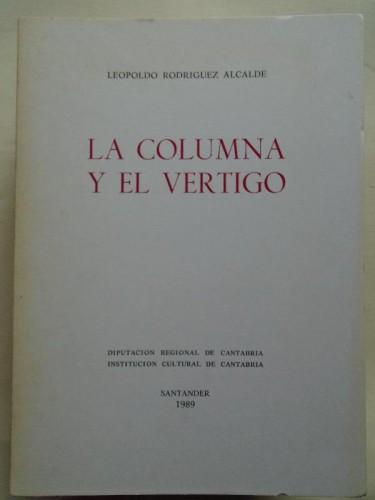 LEOPOLDO RODRIGUEZ ALCALDE
LA COLUMNA
Y EL VERTIGO
DIPUTACION REGIONAL DE CANTABRIA
INSTITUCION CULTURAL DE CANTABRIA
SANTANDER
1989